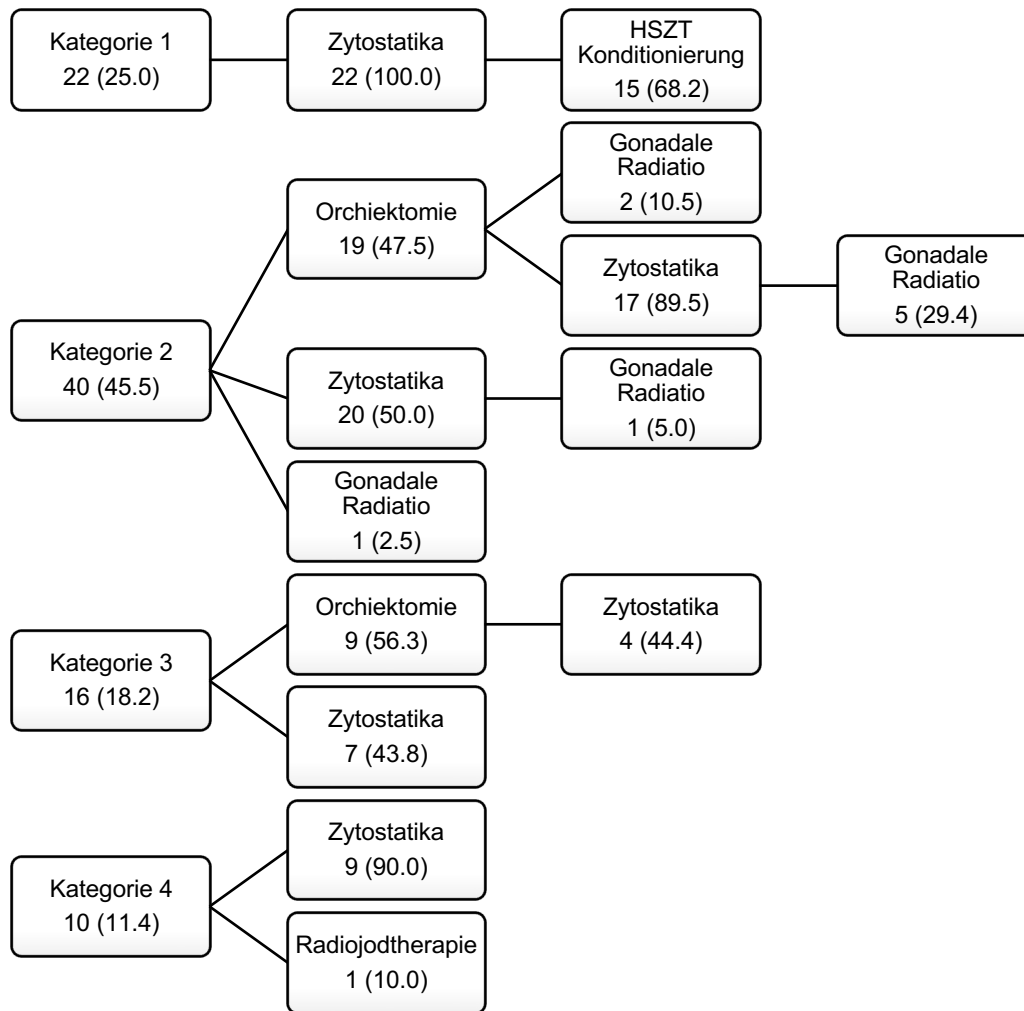 Kategorie 1
22 (25.0)
Zytostatika
22 (100.0)
HSZT
Konditionierung
15 (68.2)
Kategorie 2
40 (45.5)
Orchiektomie
19 (47.5)
Gonadale
Radiatio
2 (10.5)
Zytostatika
17 (89.5)
Gonadale
Radiatio
5 (29.4)
Zytostatika
20 (50.0)
Gonadale
Radiatio
1 (5.0)
Gonadale
Radiatio
1 (2.5)
Kategorie 3
16 (18.2)
Orchiektomie
9 (56.3)
Zytostatika
4 (44.4)
Zytostatika
7 (43.8)
Kategorie 4
10 (11.4)
Zytostatika
9 (90.0)
Radiojodtherapie
1 (10.0)